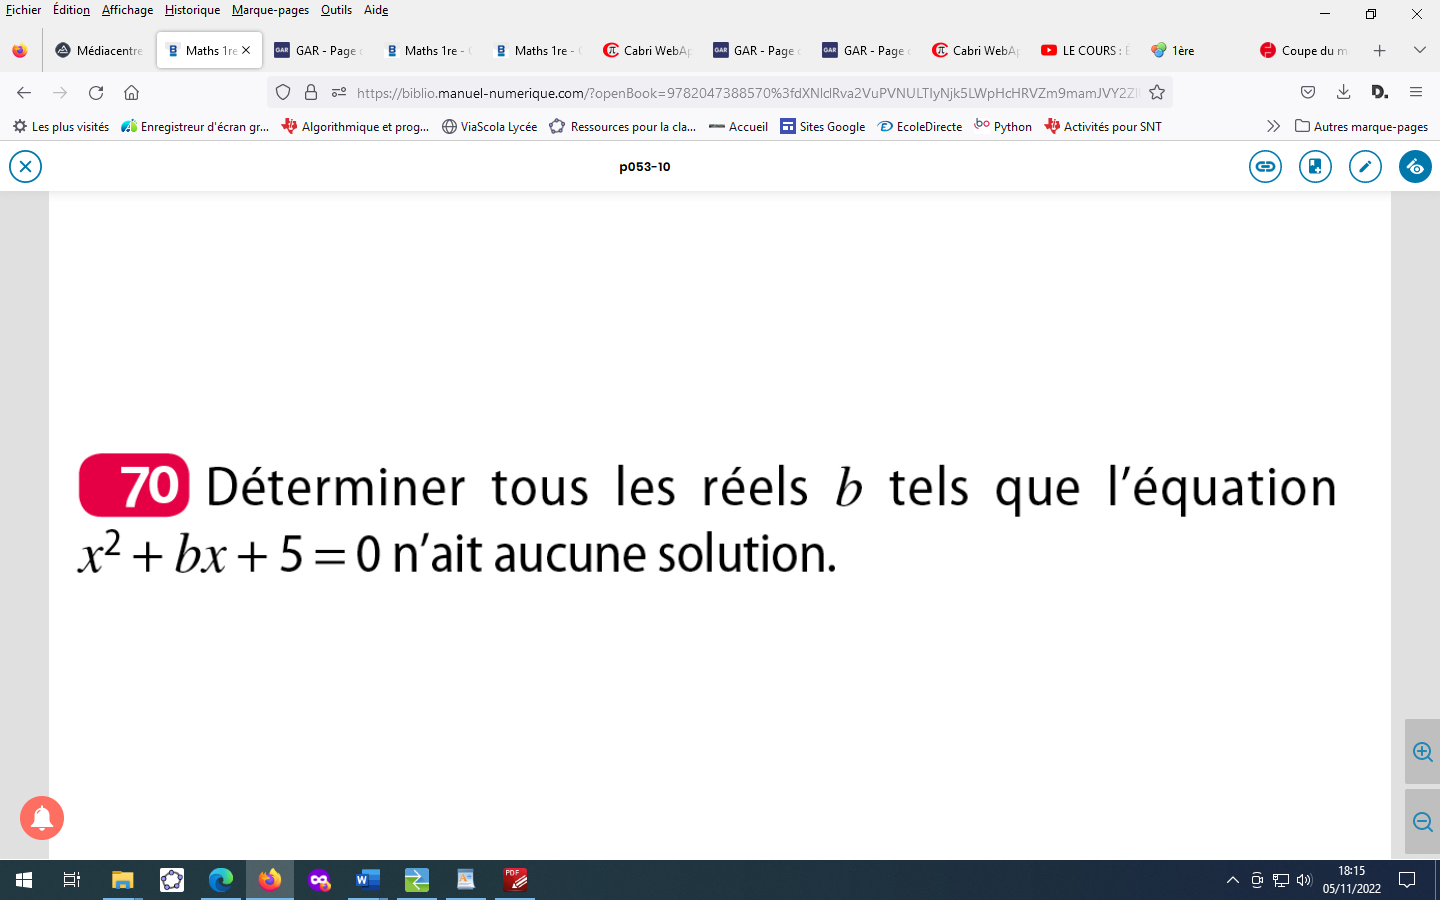 Fichier Édition Affichage Historique Marque-pages Outils Aide
Médiacentre Maths 1re GAR - Page Maths 1re - Maths 1re - Cabri WebAp GAR - Page GAR - Page Cabri WebAp LE COURS : 1ère Coupe du m
https://biblio.manuel-numerique.com/?openBook=9782047388570%3fdXNlclRva2VuPVNULTIyNjk5LWpHcHRVZm9mamJVY2Zl D.
Les plus visités Enregistreur d'écran gr... Algorithmique et prog... ViaScola Lycée Ressources pour la cla... Accueil Sites Google EcoleDirecte Python Activités pour SNT Autres marque-pages
p053-10
70 Déterminer tous les réels b tels que l'équation
x² + bx + 5 = 0 n'ait aucune solution.
18:15
05/11/2022